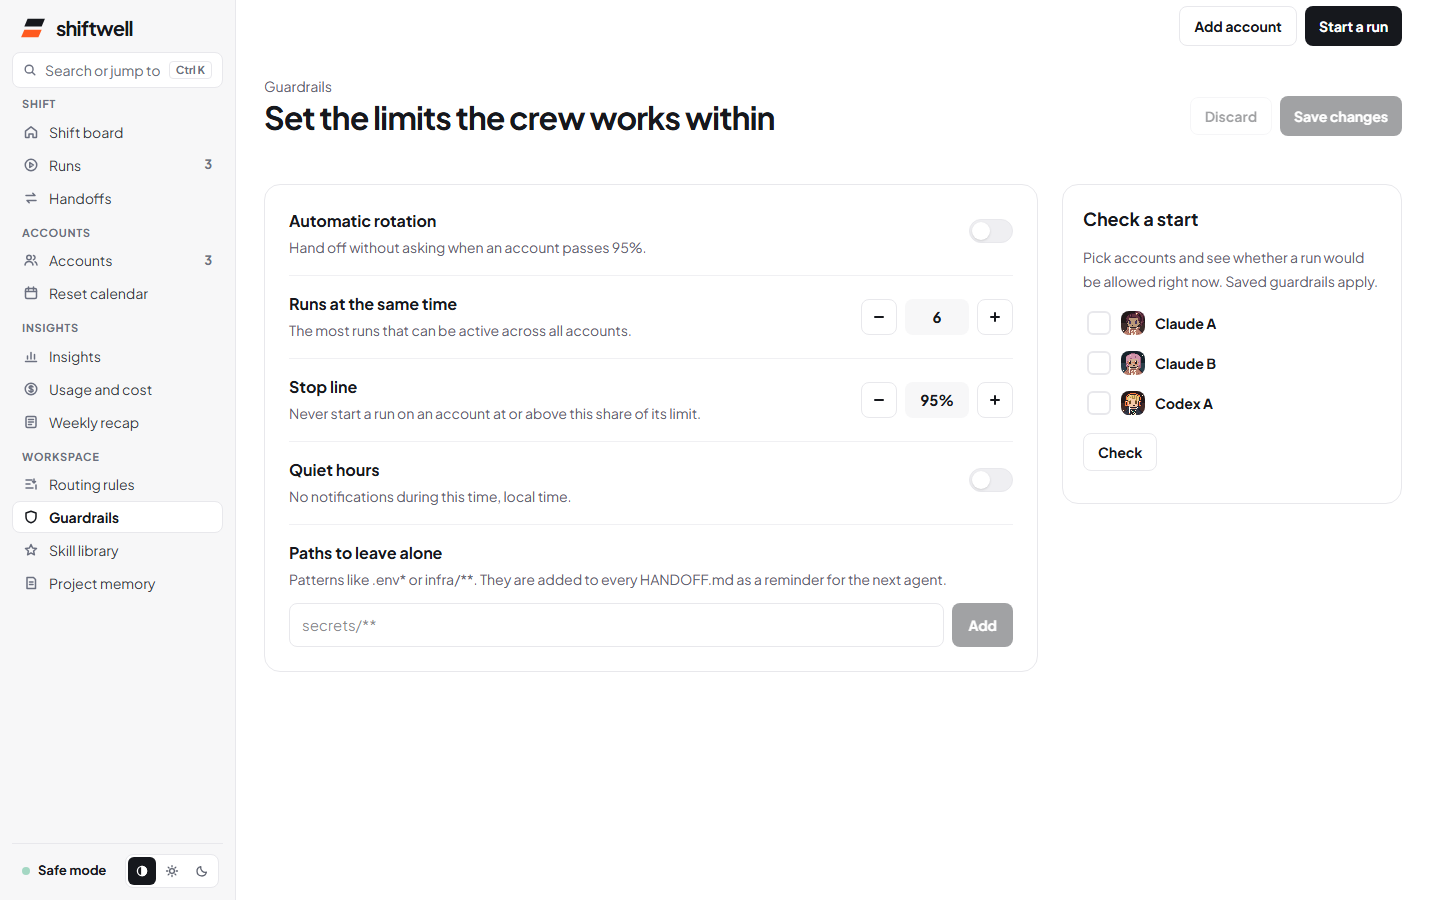 shiftwell
Search or jump to
Ctrl K
SHIFT
Shift board
Runs 3
Handoffs
ACCOUNTS
Accounts 3
Reset calendar
INSIGHTS
Insights
Usage and cost
Weekly recap
WORKSPACE
Routing rules
Guardrails
Skill library
Project memory
Safe mode
Add account
Start a run
Guardrails
Set the limits the crew works within
Discard
Save changes
Automatic rotation
Hand off without asking when an account passes 95%.
Runs at the same time
The most runs that can be active across all accounts.
− 6 +
Stop line
Never start a run on an account at or above this share of its limit.
− 95% +
Quiet hours
No notifications during this time, local time.
Paths to leave alone
Patterns like .env* or infra/**. They are added to every HANDOFF.md as a reminder for the next agent.
secrets/**
Add
Check a start
Pick accounts and see whether a run would
be allowed right now. Saved guardrails apply.
Claude A
Claude B
Codex A
Check